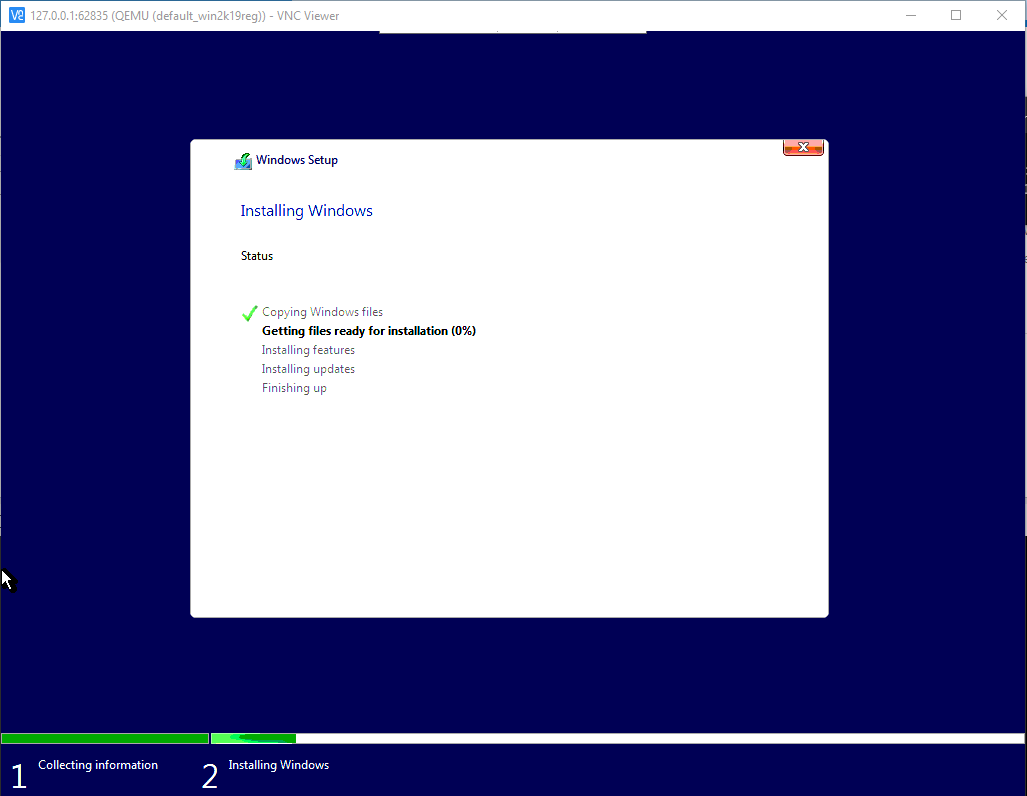 127.0.0.1:62835 (QEMU (default_win2k19reg)) - VNC Viewer
Windows Setup
Installing Windows
Status
Copying Windows files
Getting files ready for installation (0%)
Installing features
Installing updates
Finishing up
1 Collecting information
2 Installing Windows